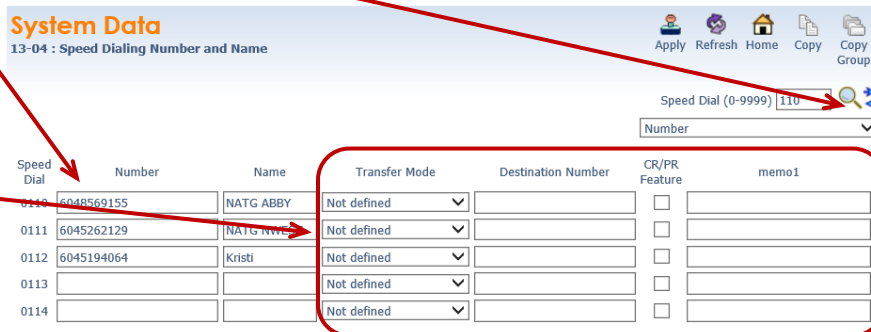 System Data
13-04 : Speed Dialing Number and Name
Apply Refresh Home Copy Copy Group
Speed Dial (0-9999) 110
Number
Speed Dial Number Name Transfer Mode Destination Number CR/PR Feature memo1
0110 6048569155 NATG ABBY Not defined
0111 6045262129 NATG Not defined
0112 6045194064 Kristi Not defined
0113 Not defined
0114 Not defined